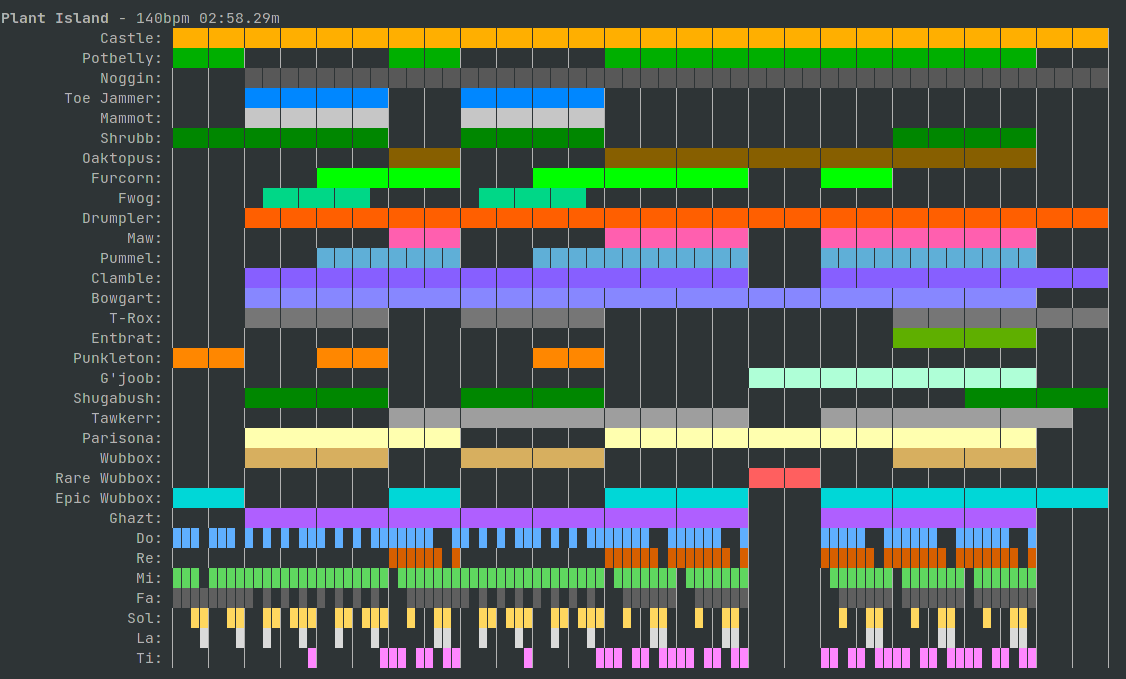 Plant Island - 140bpm 02:58.29m
Castle:
Potbelly:
Noggin:
Toe Jammer:
Mammot:
Shrubb:
Oaktopus:
Furcorn:
Fwog:
Drumpler:
Maw:
Pummel:
Clamble:
Bowgart:
T-Rox:
Entbrat:
Punkleton:
G'joob:
Shugabush:
Tawkerr:
Parisona:
Wubbox:
Rare Wubbox:
Epic Wubbox:
Ghazt:
Do:
Re:
Mi:
Fa:
Sol:
La:
Ti: